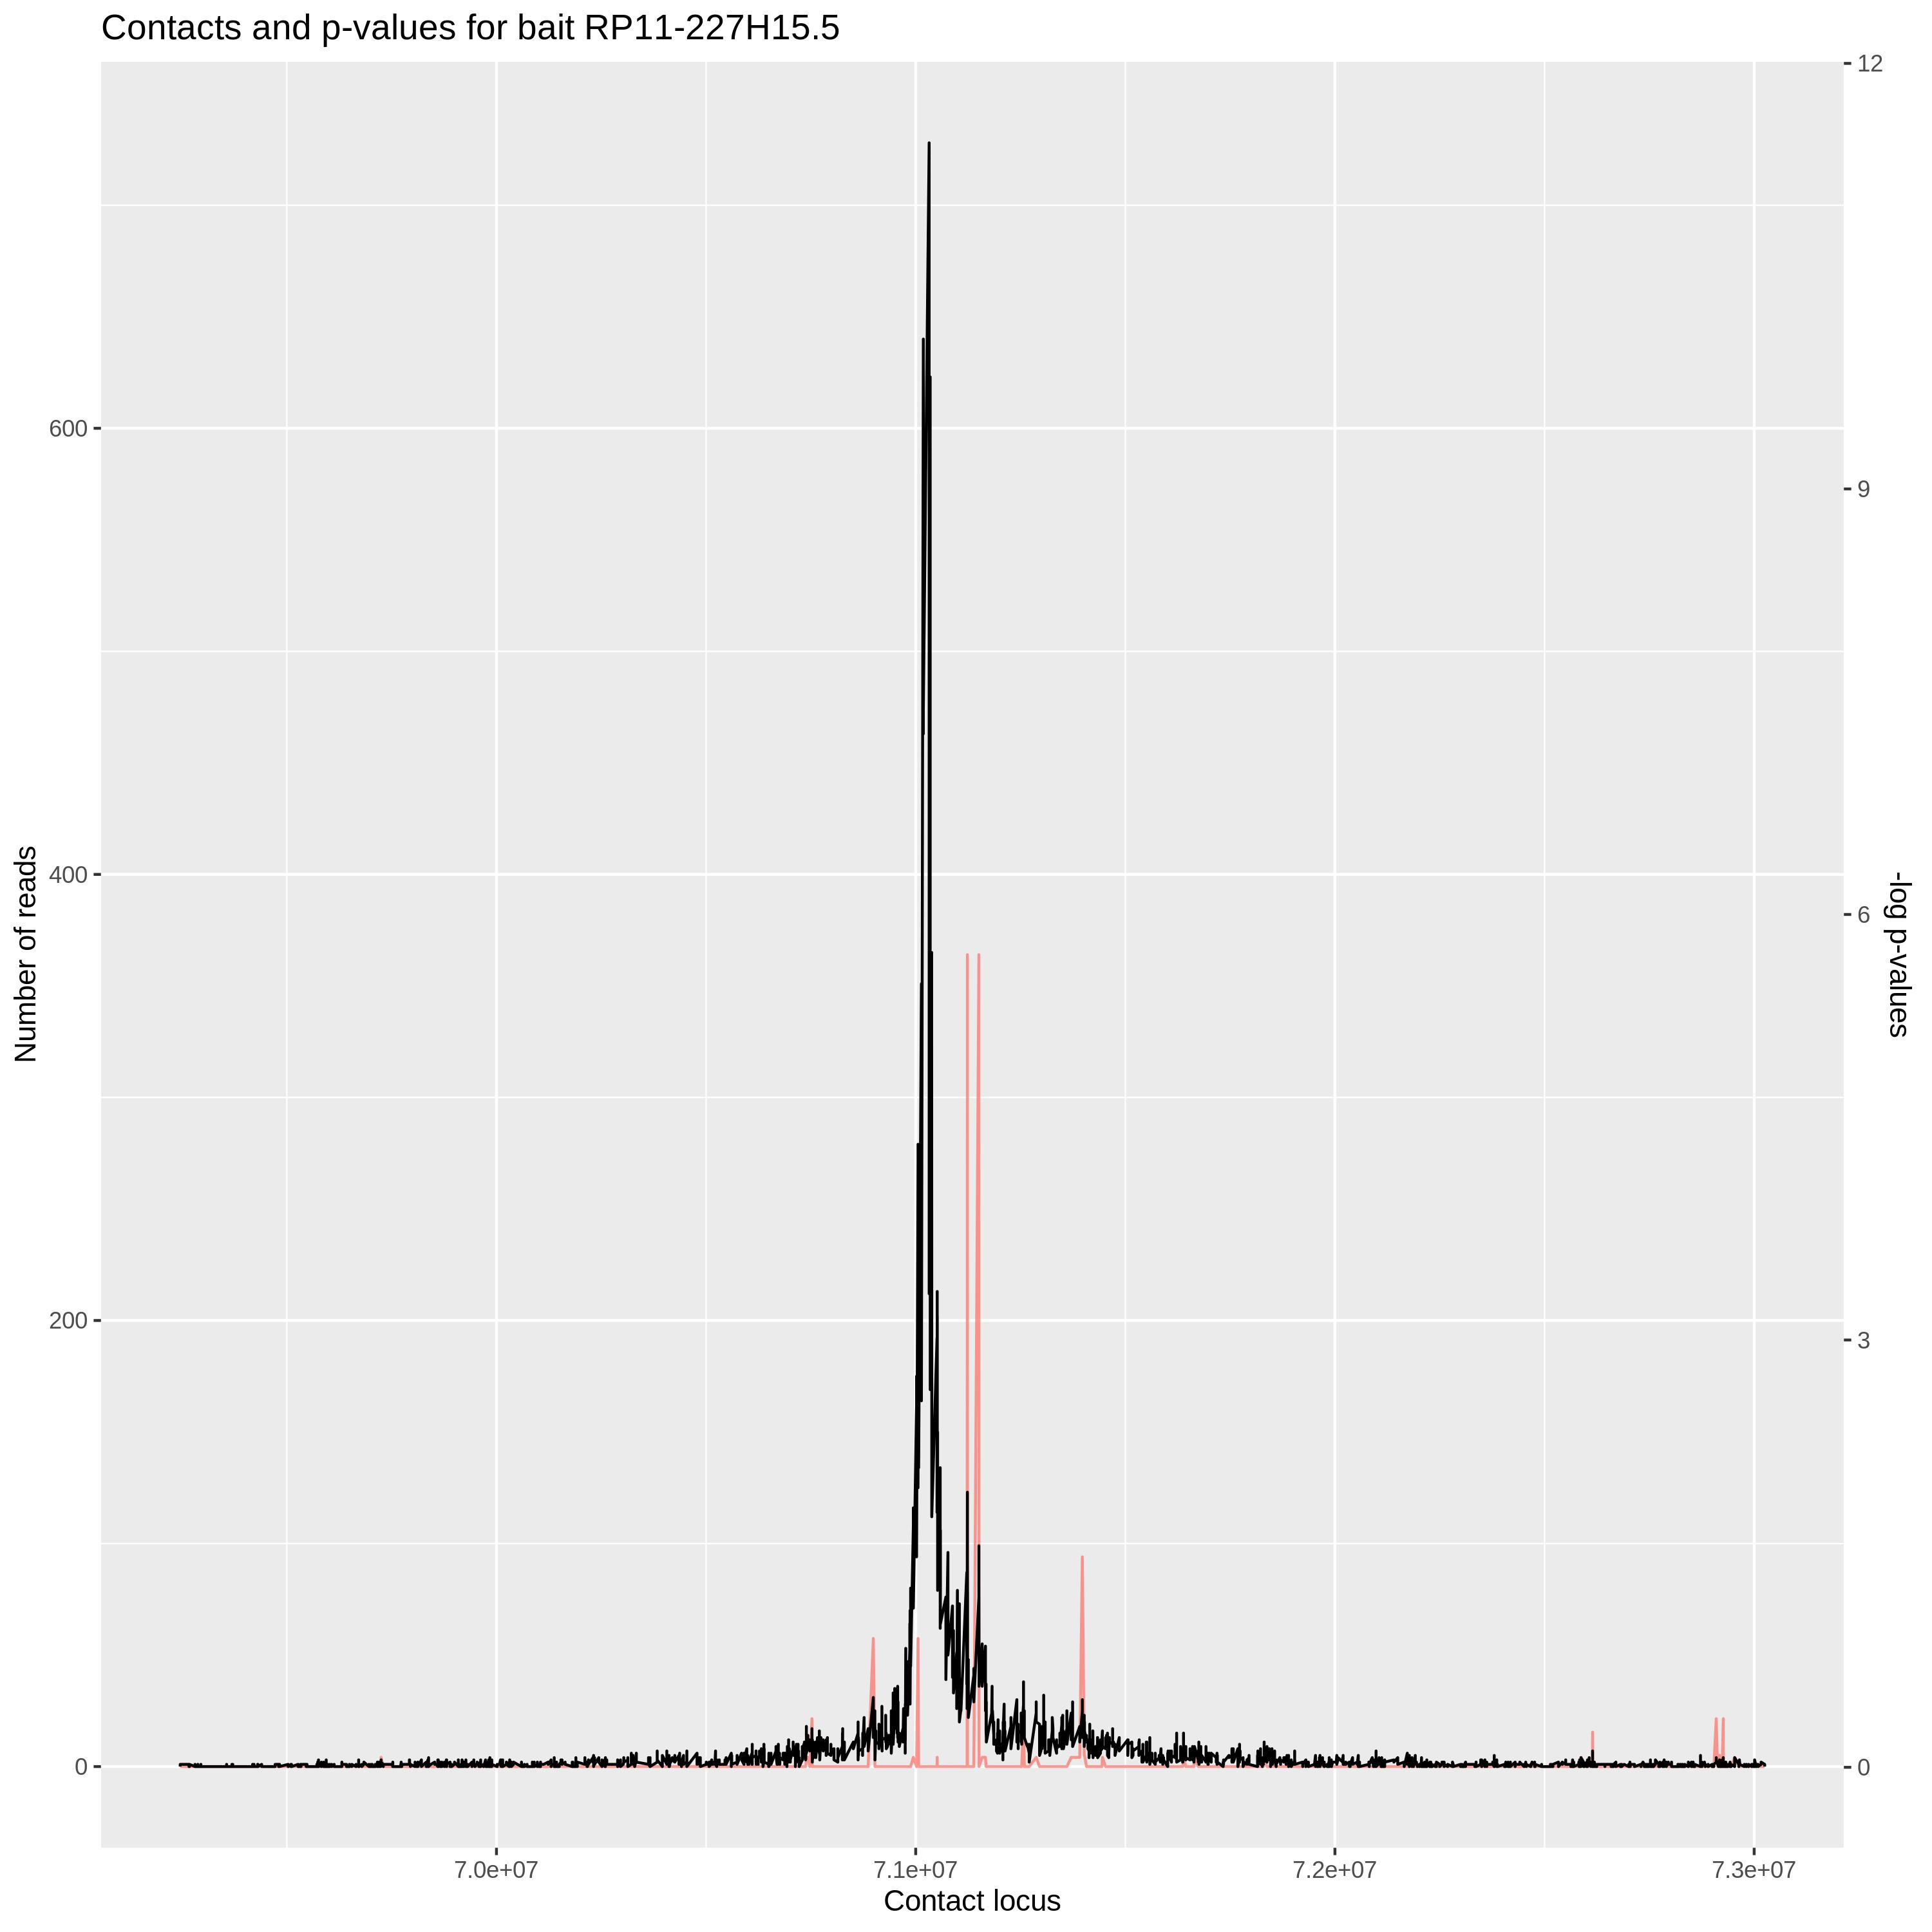 Contacts and p-values for bait RP11-227H15.5
12
9
6
3
0
600
400
200
0
Number of reads
-log p-values
7.0e+07
7.1e+07
7.2e+07
7.3e+07
Contact locus